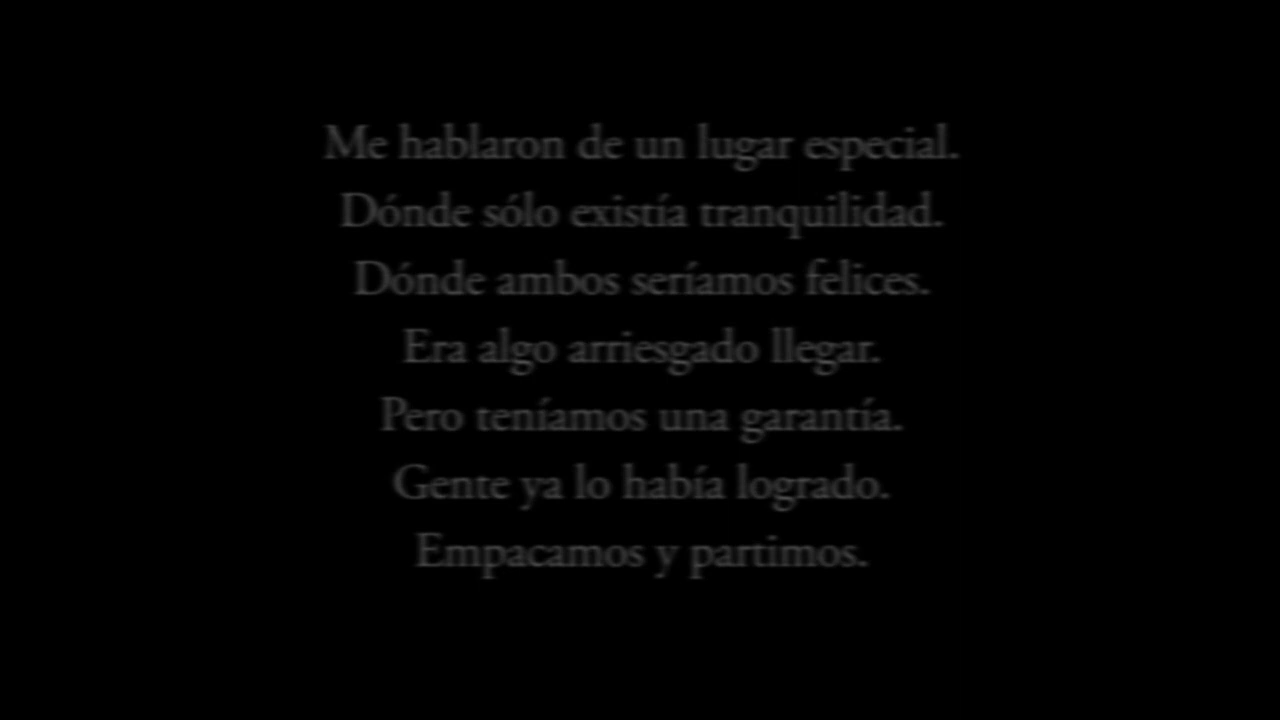 Me hablaron de un lugar especial.
Dónde sólo existía tranquilidad.
Dónde ambos seríamos felices.
Era algo arriesgado llegar.
Pero teníamos una garantía.
Gente ya lo había logrado.
Empacamos y partimos.